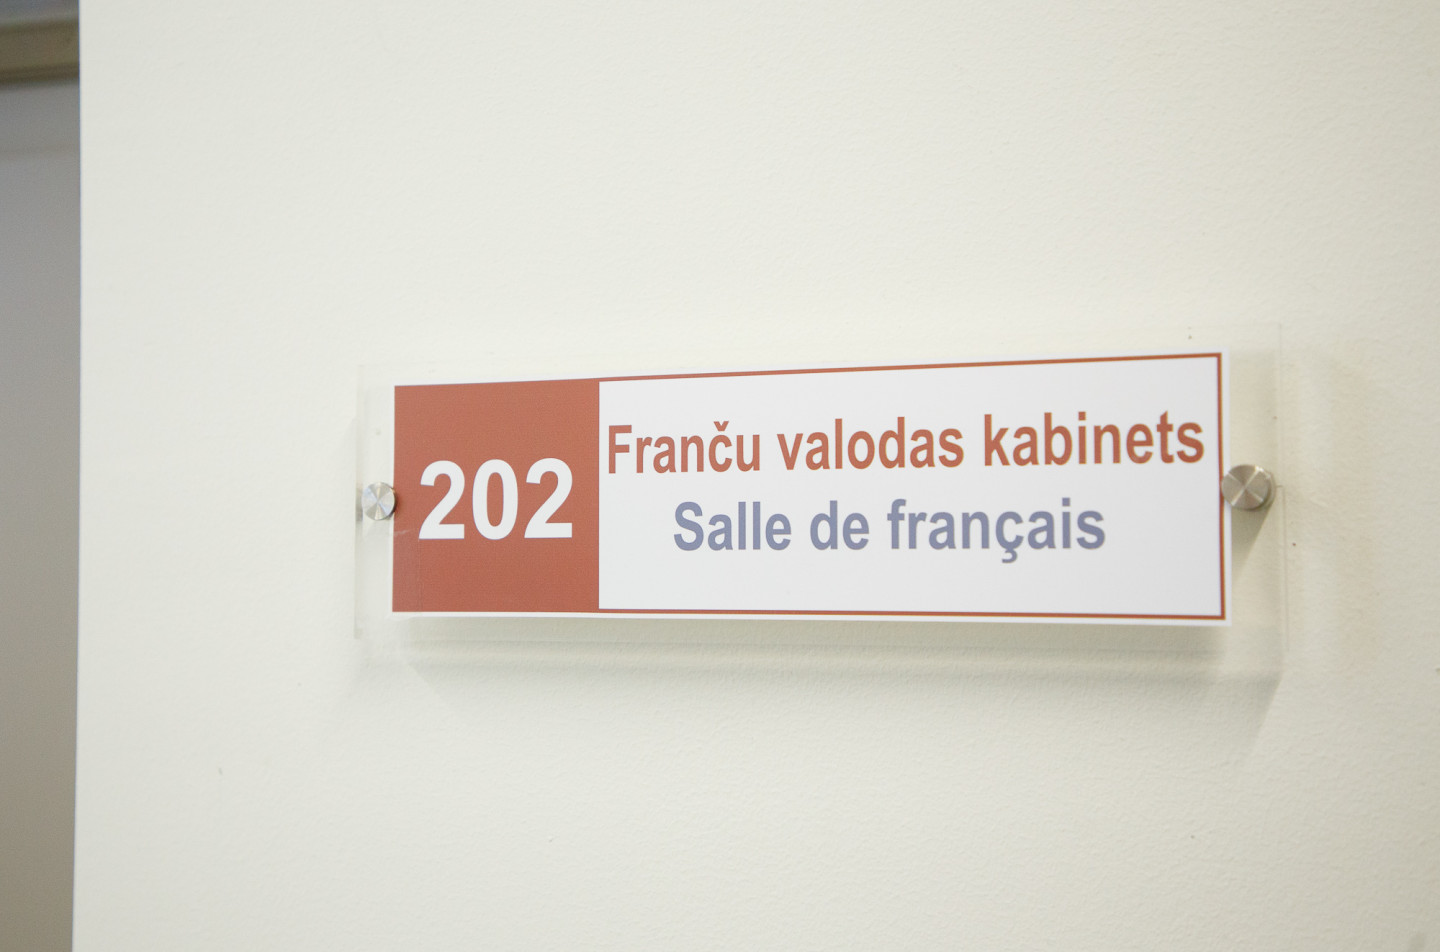 202
Franču valodas kabinets
Salle de français